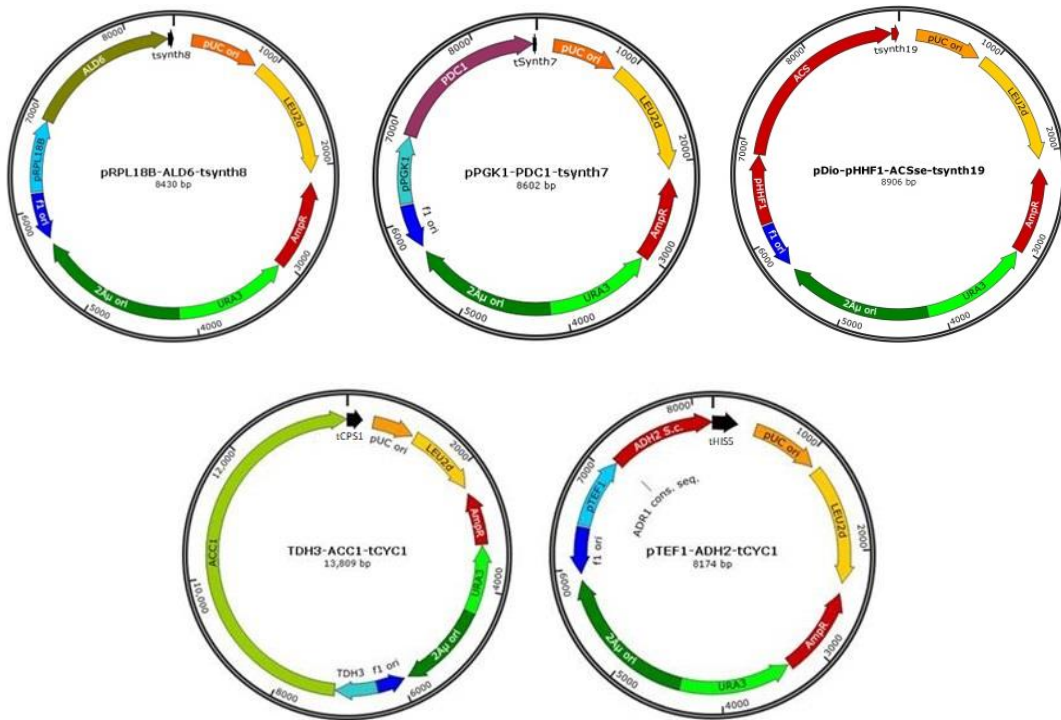 tsynth8
pUC ori
1000
LEU2d
2000
AmpR
3000
URA3
4000
2Aμ ori
5000
6000
f1 ori
pRPL18B
7000
ALD6
8000
pRPL18B-ALD6-tsynth8
8430 bp
tSynth7
pUC ori
1000
LEU2d
2000
AmpR
3000
URA3
4000
2Aμ ori
5000
6000
f1 ori
pPGK1
7000
PDC1
8000
pPGK1-PDC1-tsynth7
8602 bp
tsynth19
pUC ori
1000
LEU2d
2000
AmpR
3000
URA3
4000
2Aμ ori
5000
6000
f1 ori
pHHF1
7000
ACS
8000
pDio-pHHF1-ACSse-tsynth19
8906 bp
tCPS1
pUC ori
2000
LEU2d
AmpR
4000
URA3
2Aμ ori
6000
f1 ori
TDH3
8000
10,000
ACC1
12,000
TDH3-ACC1-tCYC1
13,809 bp
tHIS5
pUC ori
1000
LEU2d
2000
AmpR
3000
URA3
4000
2Aμ ori
5000
6000
f1 ori
pTEF1
7000
ADH2 S.c.
8000
ADR1 cons. seq.
pTEF1-ADH2-tCYC1
8174 bp